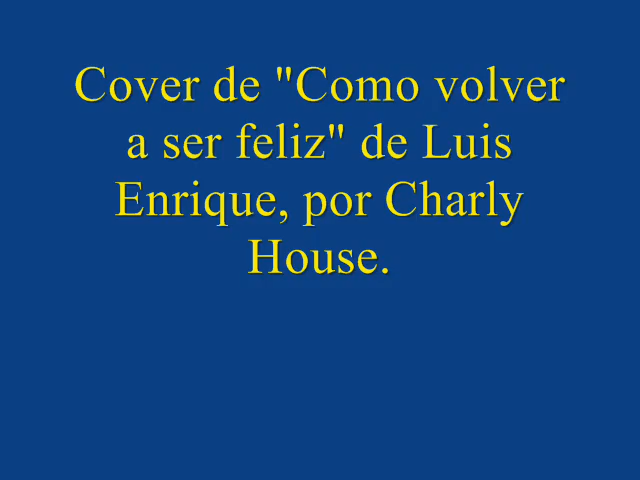 Cover de "Como volver
a ser feliz" de Luis
Enrique, por Charly
House.